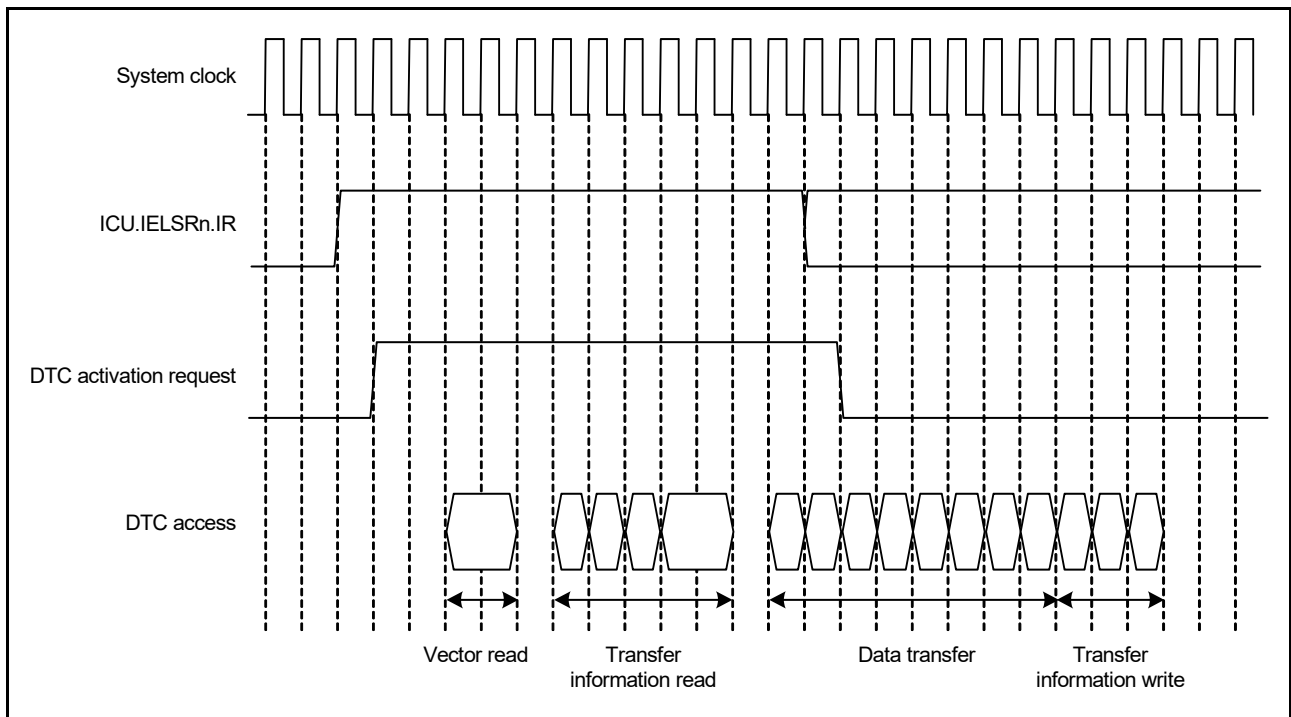 System clock
ICU.IELSRn.IR
DTC activation request
DTC access
Vector read
Transfer
information read
Data transfer
Transfer
information write